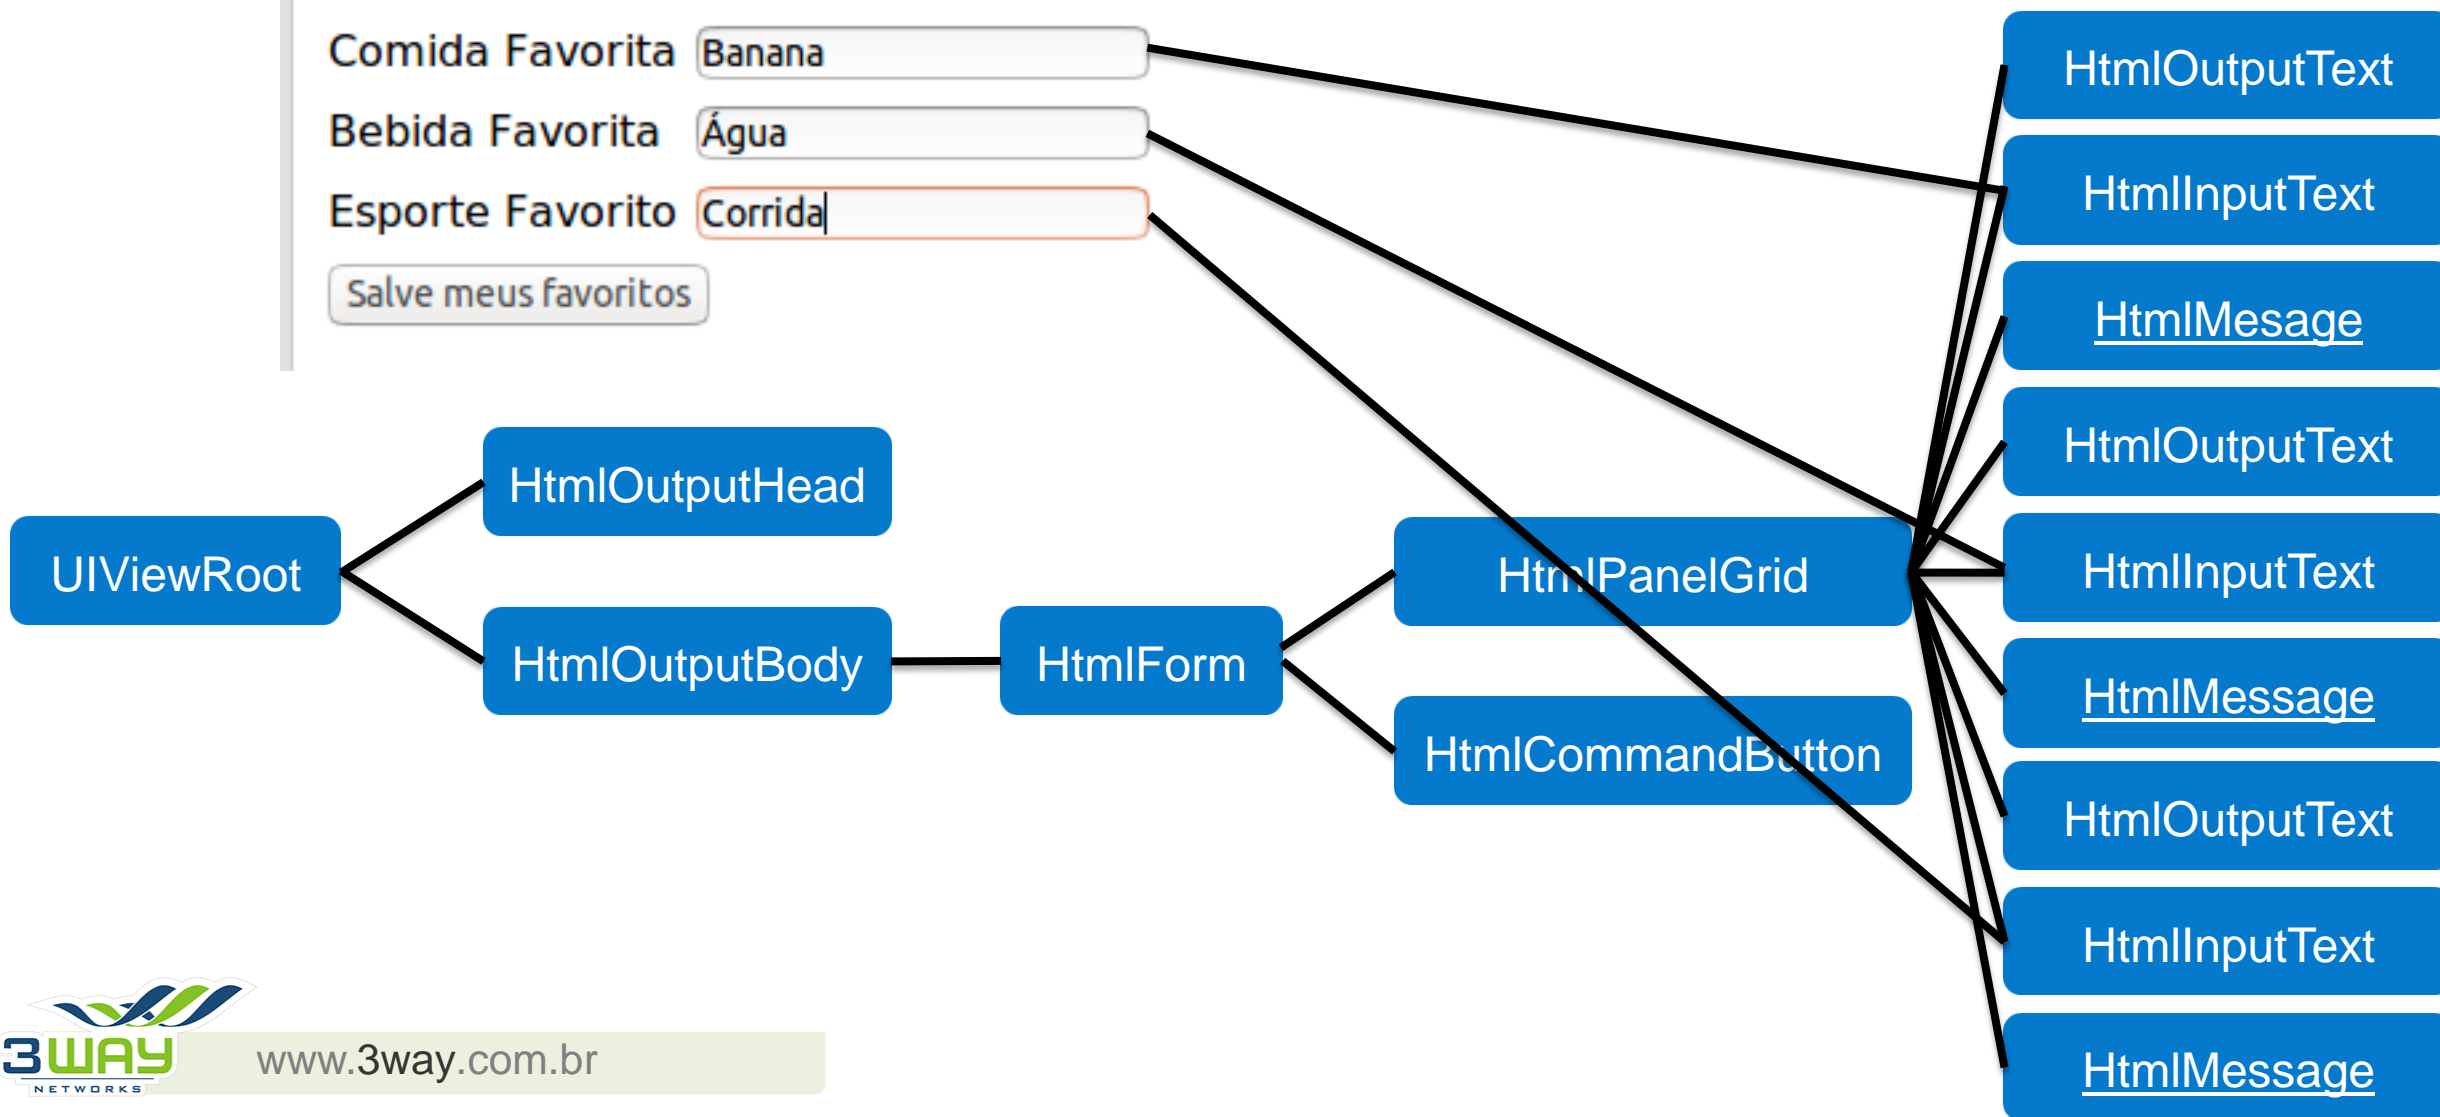 Comida Favorita Banana
Bebida Favorita Água
Esporte Favorito Corrida
Salve meus favoritos
HtmlOutputText
HtmlInputText
HtmlMesage
HtmlOutputText
HtmlInputText
HtmlMessage
HtmlOutputText
HtmlInputText
HtmlMessage
UIViewRoot
HtmlOutputHead
HtmlOutputBody
HtmlForm
HtmlPanelGrid
HtmlCommandButton
3WAY
NETWORKS
www.3way.com.br